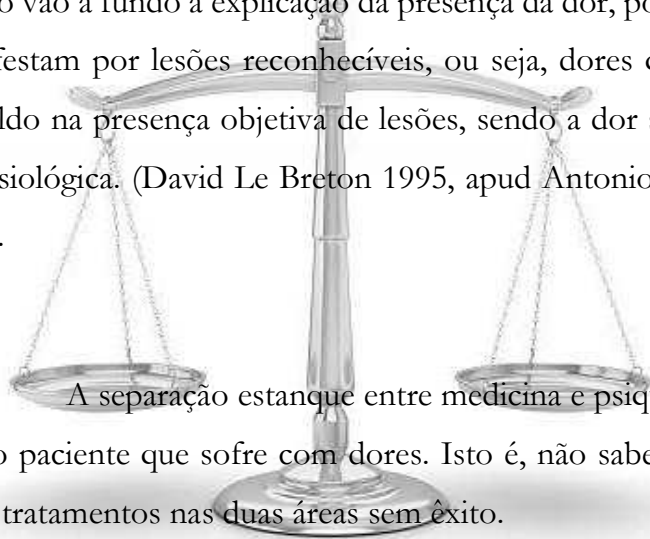 vão a fundo a explicação da presença da dor,
festam por lesões reconhecíveis, ou seja, dores
ldo na presença objetiva de lesões, sendo a dor
siológica. (David Le Breton 1995, apud Antonio
A separação estanque entre medicina e psiq
o paciente que sofre com dores. Isto é, não sabe
tratamentos nas duas áreas sem êxito.